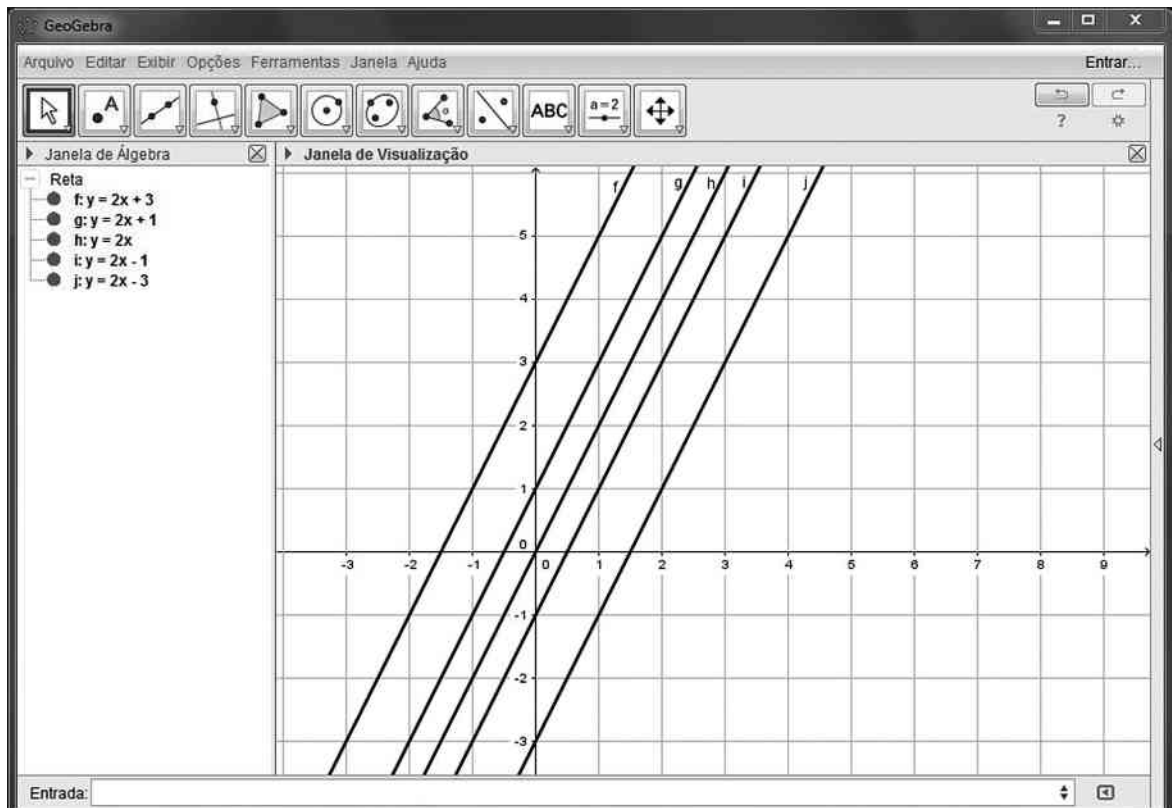 GeoGebra
Arquivo Editar Exibir Opções Ferramentas Janela Ajuda
Entrar...
A
ABC
a=2
?
Janela de Álgebra
Janela de Visualização
Reta
f: y = 2x + 3
g: y = 2x + 1
h: y = 2x
i: y = 2x - 1
j: y = 2x - 3
f g h i j
5
4
3
2
1
0
-3 -2 -1 0 1 2 3 4 5 6 7 8 9
-1
-2
-3
Entrada: